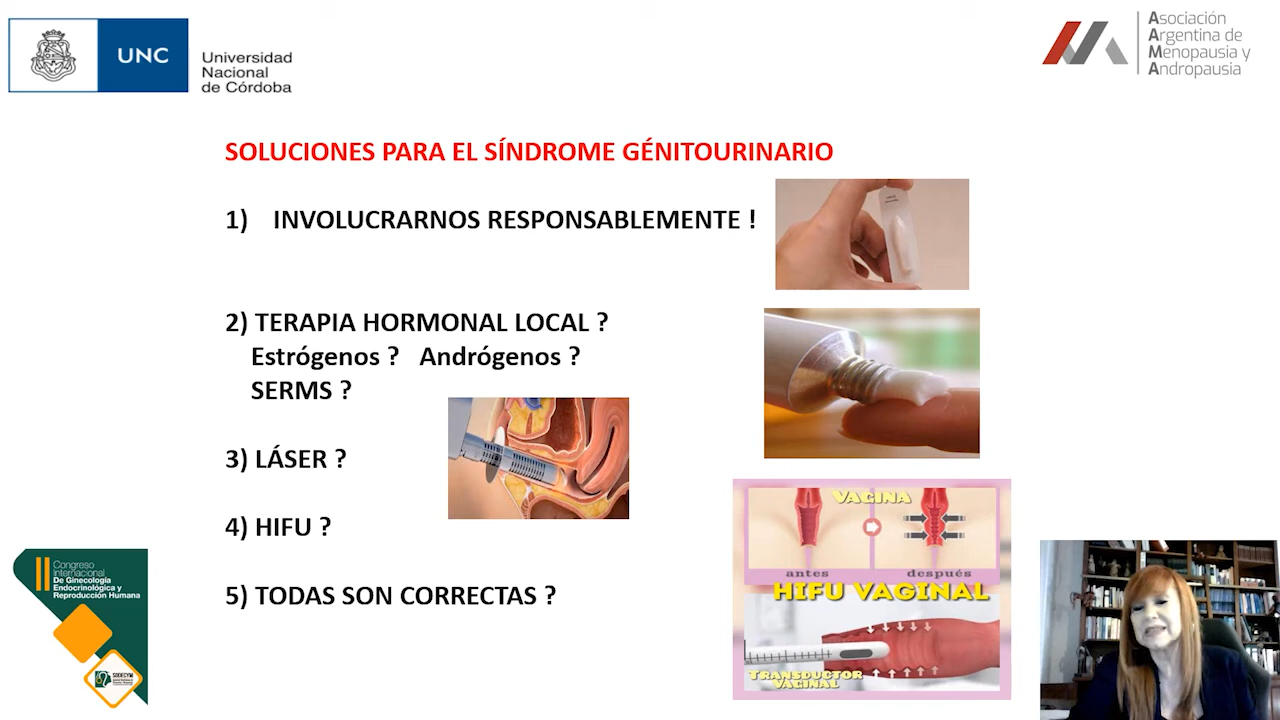 UNC
Universidad
Nacional
de Córdoba
Asociación
Argentina de
Menopausia y
Andropausia
SOLUCIONES PARA EL SÍNDROME GÉNITOURINARIO
1) INVOLUCRARNOS RESPONSABLEMENTE !
2) TERAPIA HORMONAL LOCAL ?
Estrógenos ? Andrógenos ?
SERMS ?
3) LÁSER ?
4) HIFU ?
5) TODAS SON CORRECTAS ?
VAGINA
antes
después
HIFU VAGINAL
TRANSDUCTOR
VAGINAL
II Congreso
Internacional
De Ginecología
Endocrinológica y
Reproducción Humana
SODEGYM